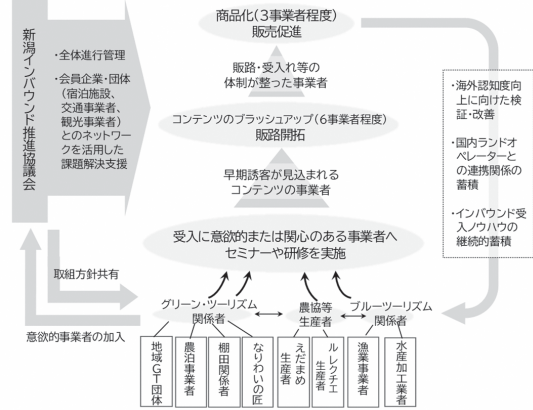 新潟インバウンド推進協議会
・全体進行管理
・会員企業・団体
（宿泊施設、
交通事業者、
観光事業者）
とのネットワー
クを活用した
課題解決支援
商品化（3事業者程度）
販売促進
販路・受入れ等の
体制が整った事業者
コンテンツのブラッシュアップ（6事業者程度）
販路開拓
早期誘客が見込まれる
コンテンツの事業者
受入に意欲的または関心のある事業者へ
セミナーや研修を実施
・海外認知度向
上に向けた検
証・改善
・国内ランドオ
ペレーターと
の連携関係の
蓄積
・インバウンド受
入ノウハウの
継続的蓄積
取組方針共有
意欲的事業者の加入
グリーン・ツーリズム
関係者
農協等
生産者
ブルーツーリズム
関係者
地域GT団体
農泊事業者
棚田関係者
なりわいの匠
えだまめ
生産者
ル レクチエ
生産者
漁業事業者
水産加工業者